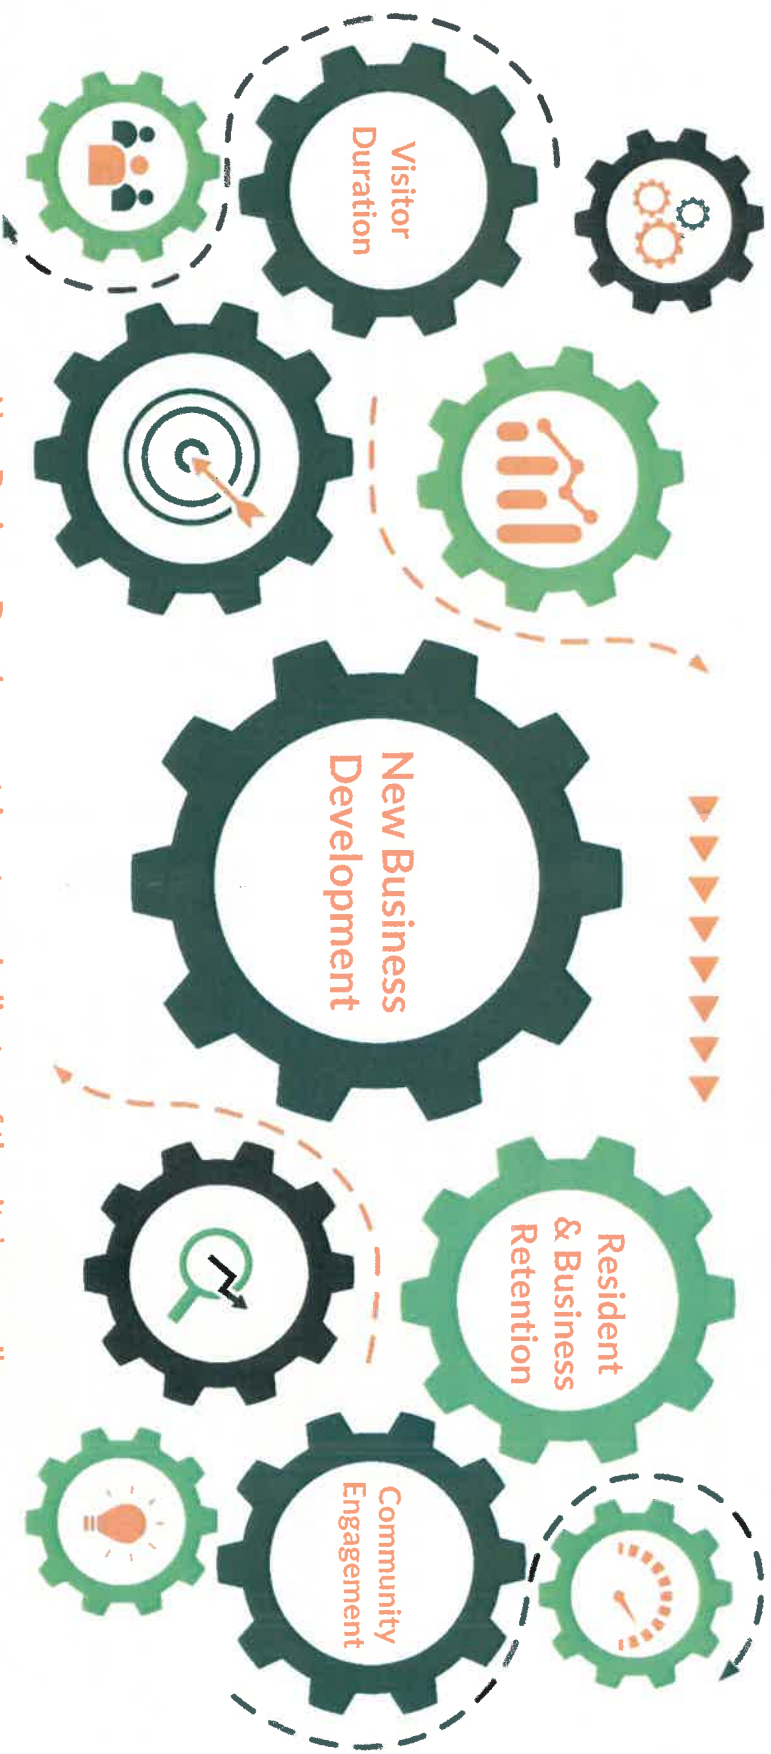 Visitor
Duration
New Business
Development
Resident
& Business
Retention
Community
Engagement